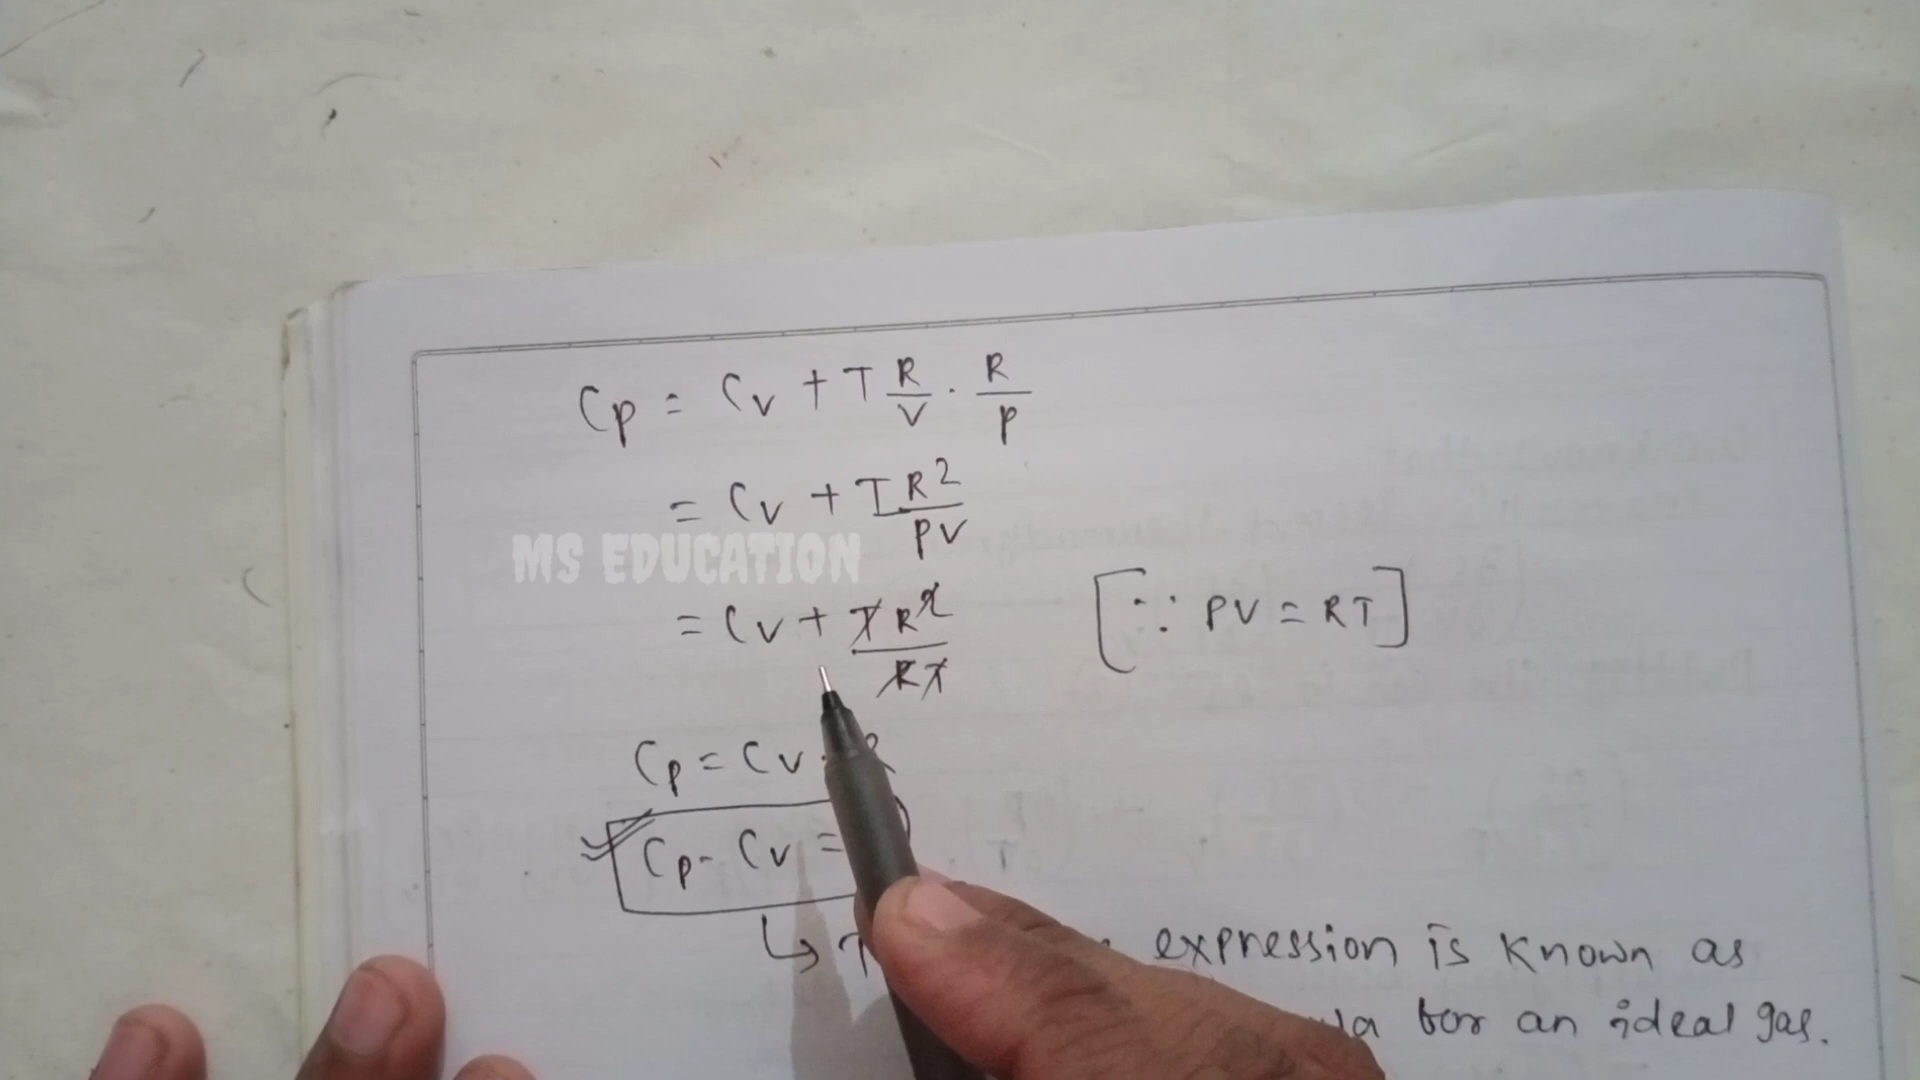 Cp = Cv + T R/V · R/P
= Cv + TR²/PV
MS EDUCATION
= Cv + TR²/RT [∵ PV = RT]
Cp = Cv R
Cp - Cv =
expression is known as
for an ideal gas.